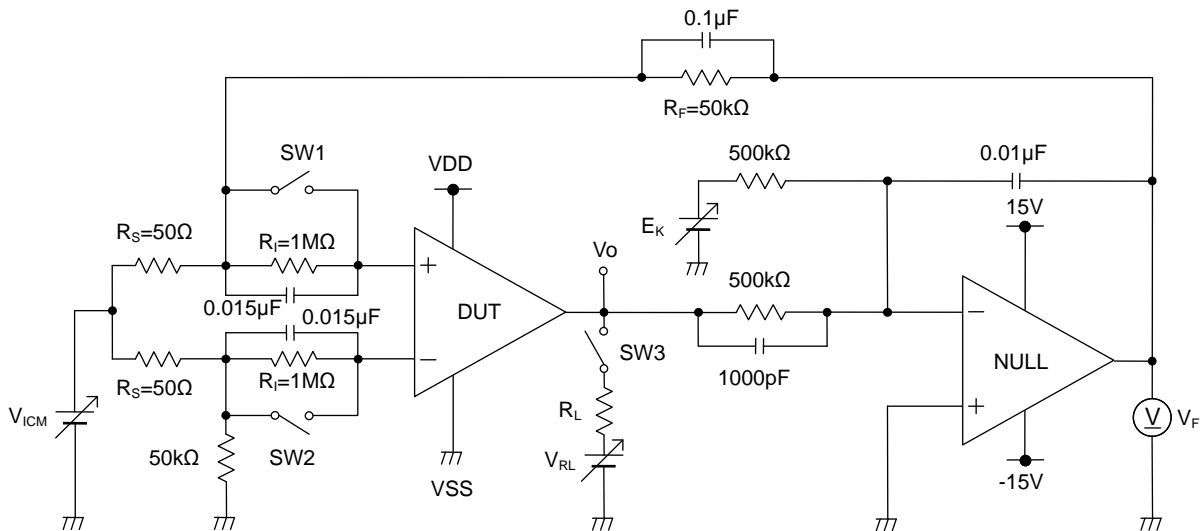 0.1µF
RF=50kΩ
SW1
VDD
500kΩ
0.01µF
15V
EK
RS=50Ω
RI=1MΩ
Vo
0.015µF
+
500kΩ
0.015µF
DUT
−
NULL
SW3
1000pF
RS=50Ω
RI=1MΩ
−
+
V
VF
VICM
RL
50kΩ
SW2
VRL
VSS
-15V